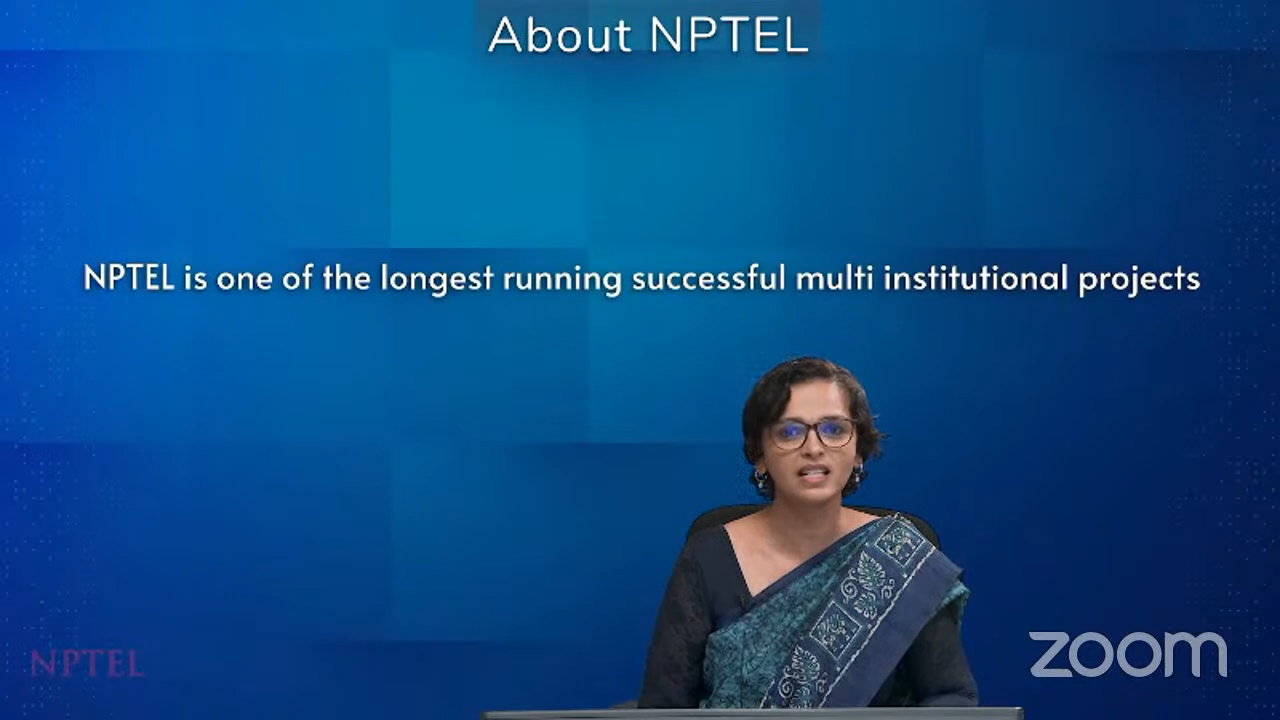 About NPTEL
NPTEL is one of the longest running successful multi institutional projects
NPTEL
zoom